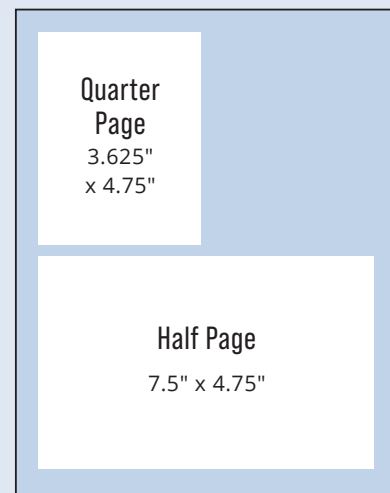 Quarter
Page
3.625"
x 4.75"
Half Page
7.5" x 4.75"